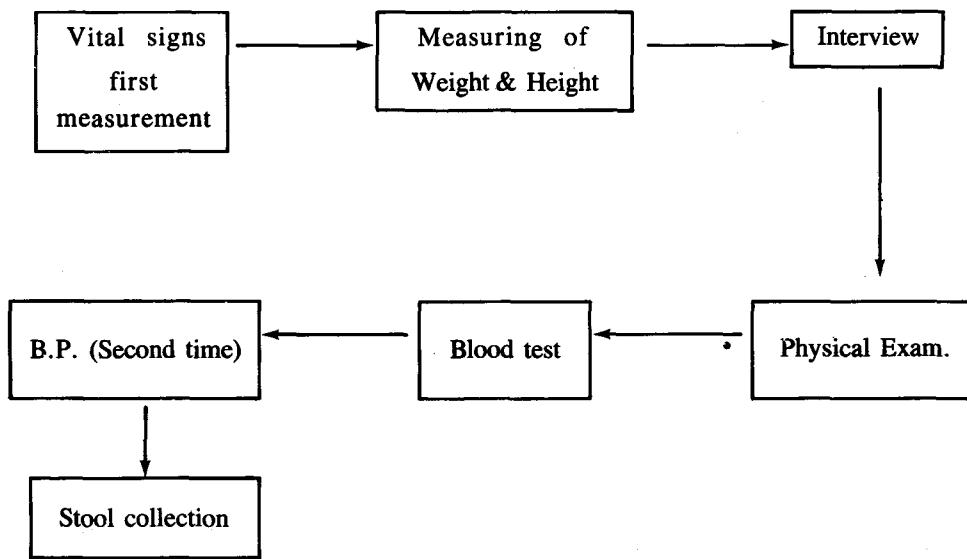 Vital signs
first
measurement
Measuring of
Weight & Height
Interview
Physical Exam.
Blood test
B.P. (Second time)
Stool collection